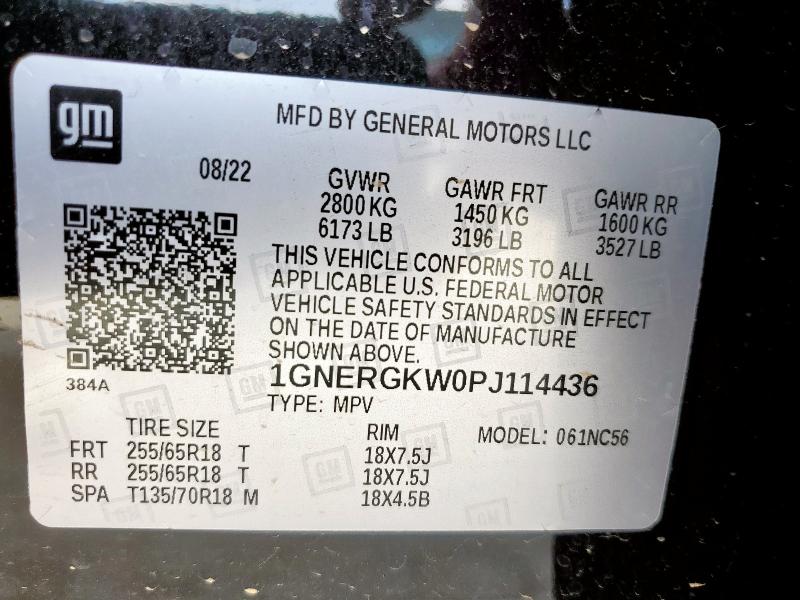 gm
MFD BY GENERAL MOTORS LLC
08/22
GVWR GAWR FRT GAWR RR
2800 KG 1450 KG 1600 KG
6173 LB 3196 LB 3527 LB
THIS VEHICLE CONFORMS TO ALL
APPLICABLE U.S. FEDERAL MOTOR
VEHICLE SAFETY STANDARDS IN EFFECT
ON THE DATE OF MANUFACTURE
SHOWN ABOVE.
384A
1GNERGKW0PJ114436
TYPE: MPV
TIRE SIZE RIM MODEL: 061NC56
FRT 255/65R18 T 18X7.5J
RR 255/65R18 T 18X7.5J
SPA T135/70R18 M 18X4.5B